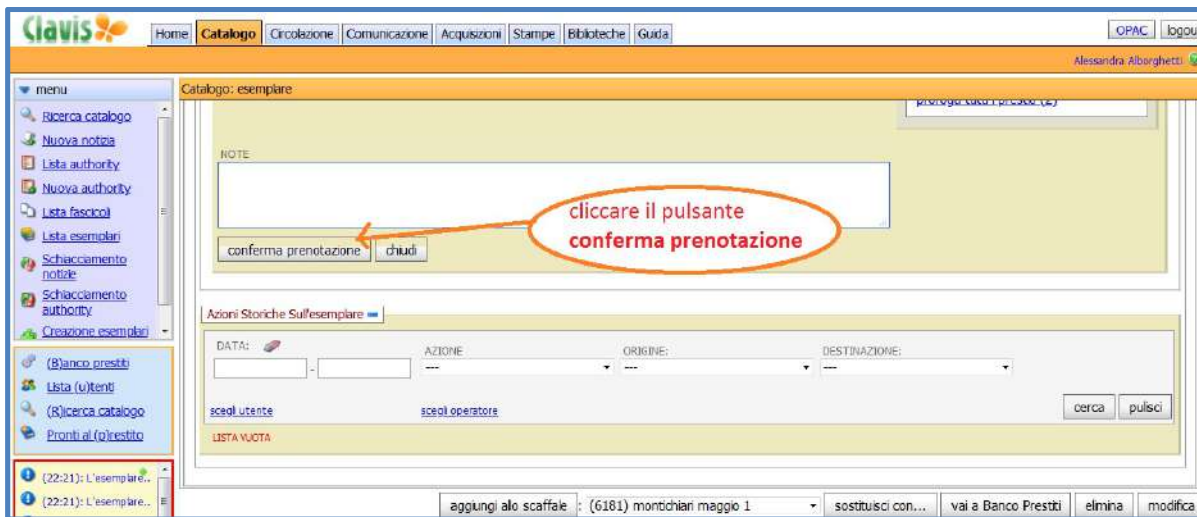 Clavis
Home Catalogo Circolazione Comunicazione Acquisizioni Stampe Biblioteche Guida
OPAC logou
Alessandra Alborghetti
menu
Catalogo: esemplare
Ricerca catalogo
Nuova notizia
Lista authority
Nuova authority
Lista fascicoli
Lista esemplari
Schiacciamento
notizie
Schiacciamento
authority
Creazione esemplari
(B)anco prestiti
Lista (u)tenti
(R)icerca catalogo
Pronti al (p)restito
(22:21): L'esemplare..
(22:21): L'esemplare..
NOTE
cliccare il pulsante
conferma prenotazione
conferma prenotazione chiudi
Azioni Storiche Sull'esemplare
DATA: AZIONE ORIGINE: DESTINAZIONE:
- --- --- ---
scegli utente scegli operatore cerca pulisci
LISTA VUOTA
aggiungi allo scaffale : (6181) montichiari maggio 1 sostituisci con... vai a Banco Prestiti elimina modifica